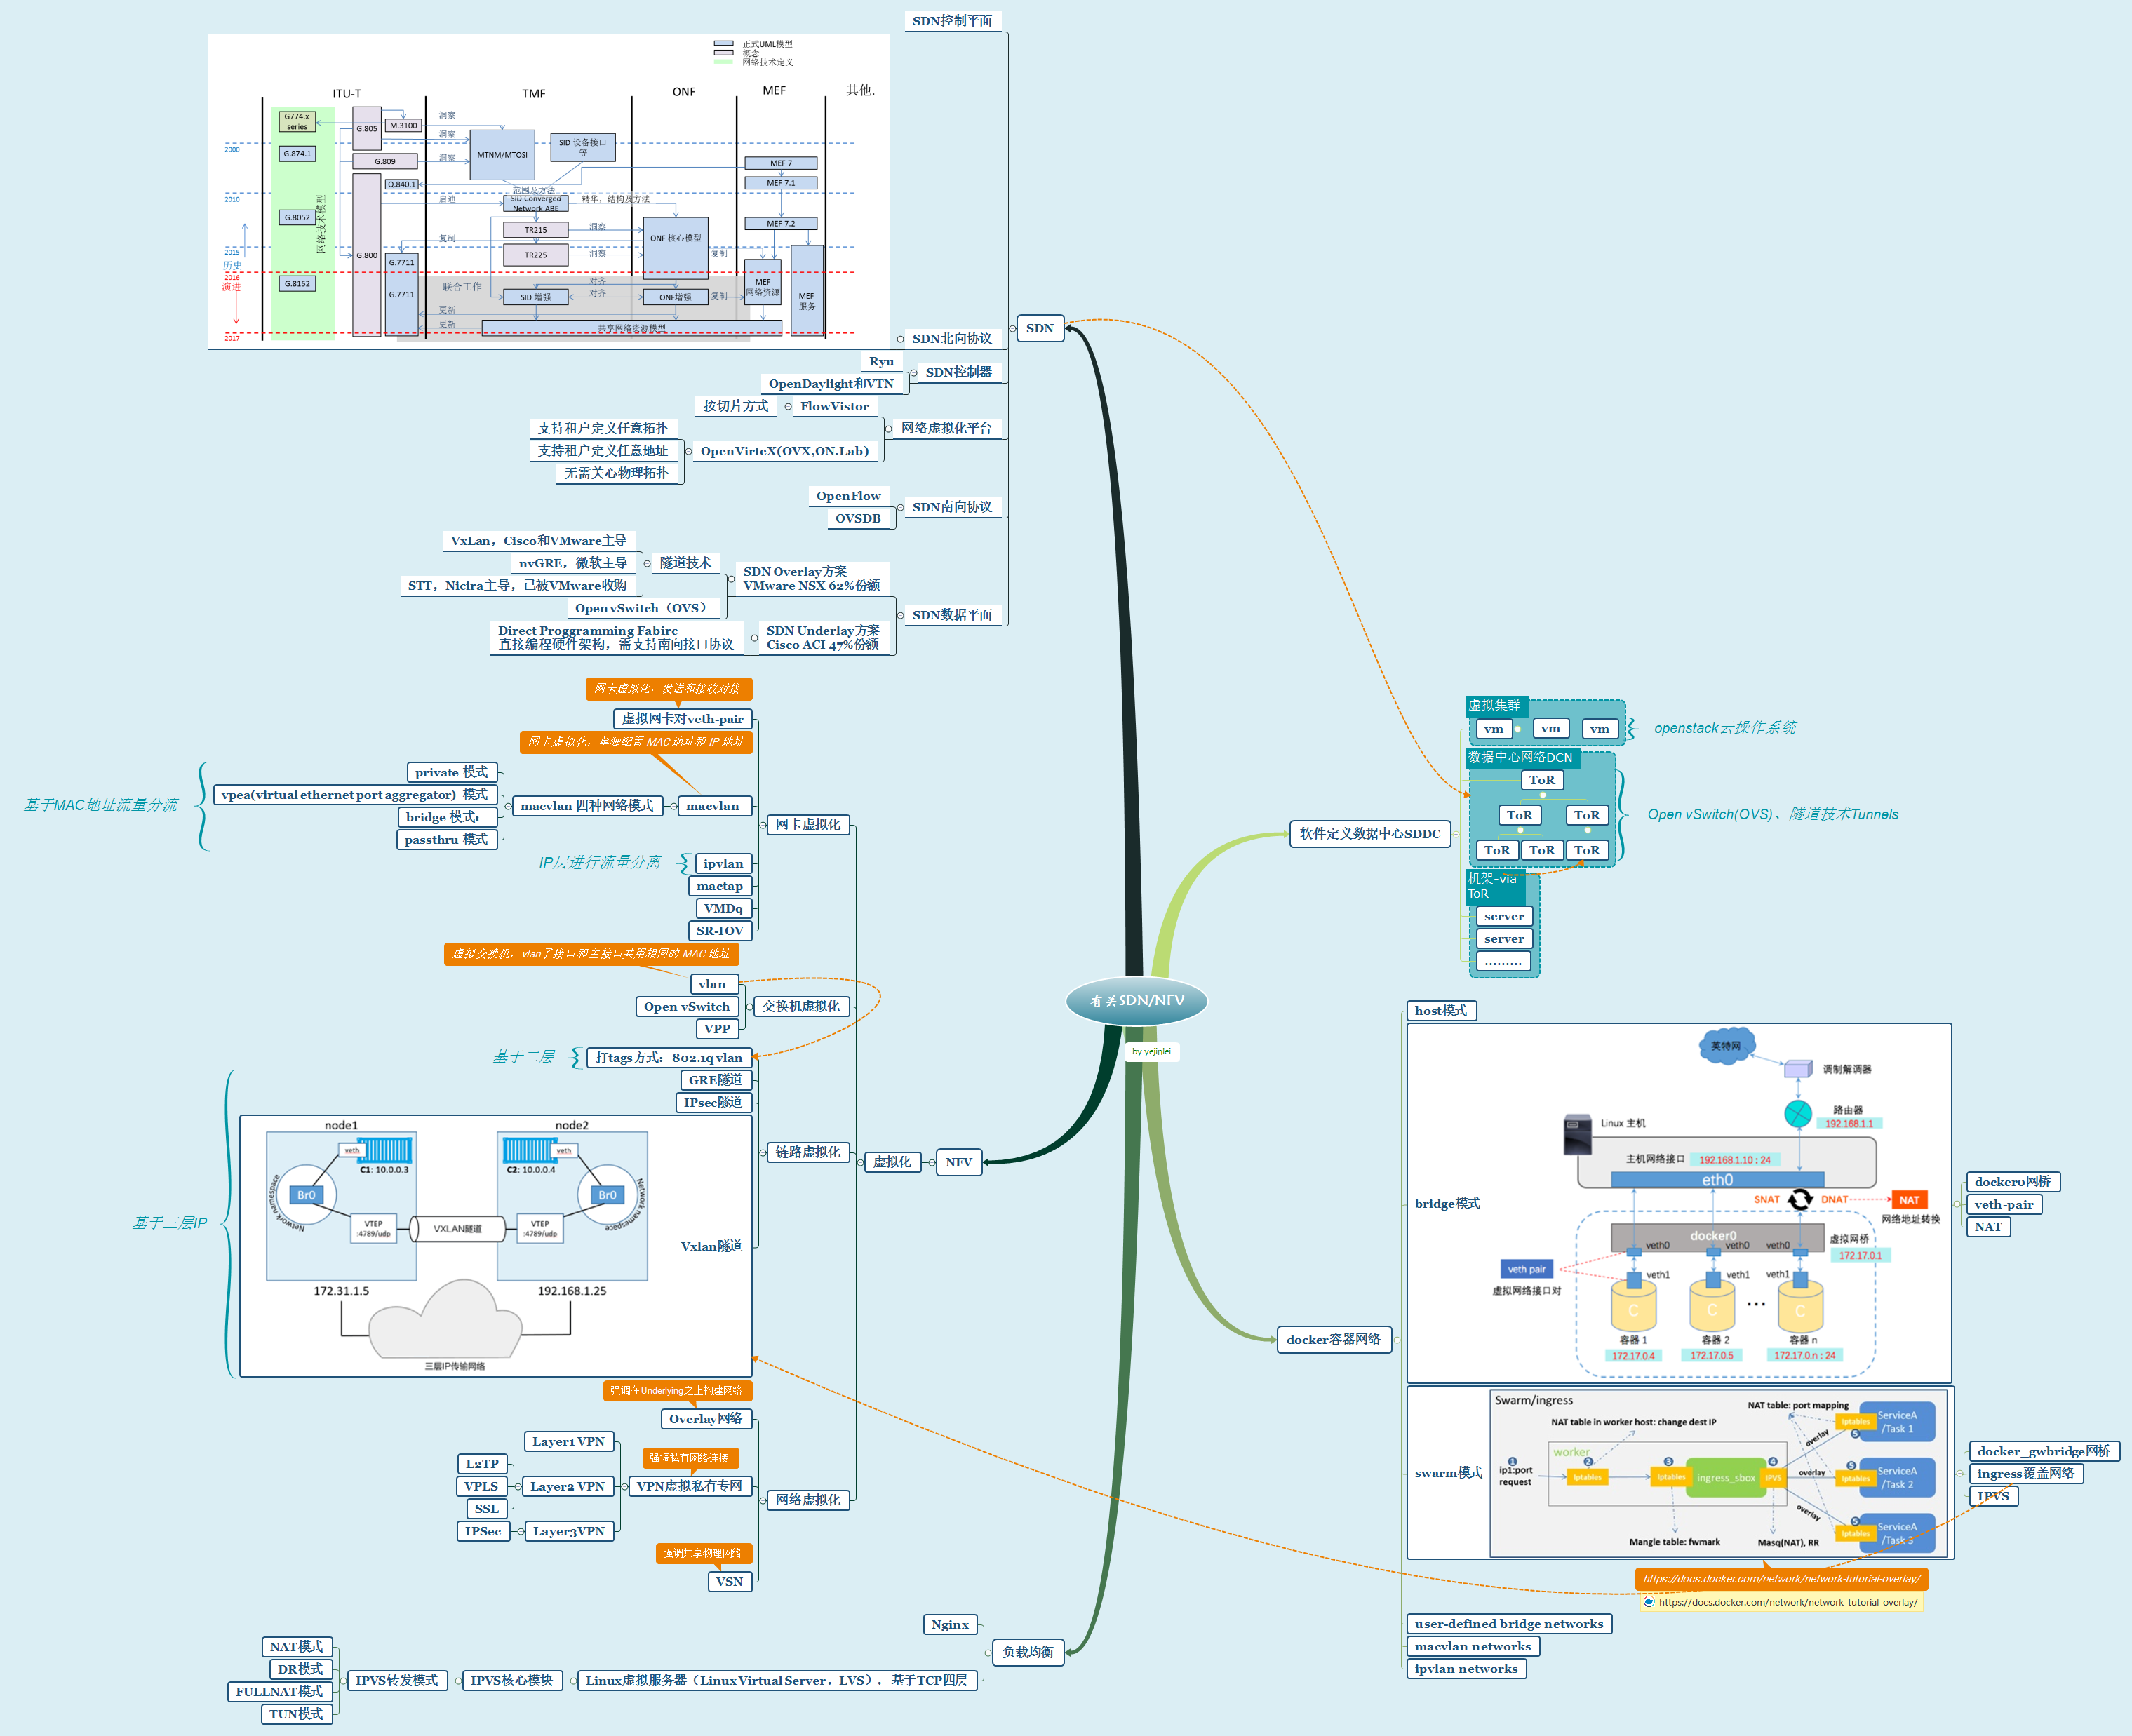 SDN控制平面
正式UML模型
概念
网络技术定义
ITU-T
TMF
ONF
MEF
其他.
G774.x
series
G.805
M.3100
洞察
洞察
2000
G.874.1
G.809
洞察
MTNM/MTOSI
SID 设备接口
等
MEF 7
Q.840.1
MEF 7.1
2010
范围及方法
启迪
SID Converged
Network ABE
精华，结构及方法
G.8052
网络技术模型
TR215
洞察
ONF 核心模型
MEF 7.2
复制
2015
历史
G.800
G.7711
TR225
洞察
复制
2016
演进
G.8152
G.7711
联合工作
对齐
SID 增强
对齐
ONF增强
复制
MEF
网络资源
MEF
服务
更新
更新
共享网络资源模型
2017
SDN北向协议
SDN
Ryu
SDN控制器
OpenDaylight和VTN
按切片方式
FlowVistor
网络虚拟化平台
支持租户定义任意拓扑
支持租户定义任意地址
OpenVirteX(OVX,ON.Lab)
无需关心物理拓扑
OpenFlow
SDN南向协议
OVSDB
VxLan，Cisco和VMware主导
nvGRE，微软主导
隧道技术
STT，Nicira主导，己被VMware收购
SDN Overlay方案
VMware NSX 62%份额
Open vSwitch（OVS）
SDN数据平面
Direct Proggramming Fabirc
直接编程硬件架构，需支持南向接口协议
SDN Underlay方案
Cisco ACI 47%份额
网卡虚拟化，发送和接收对接
虚拟网卡对veth-pair
网卡虚拟化，单独配置 MAC 地址和 IP 地址
private 模式
vpea(virtual ethernet port aggregator) 模式
基于MAC地址流量分流
macvlan 四种网络模式
macvlan
bridge 模式：
passthru 模式
网卡虚拟化
IP层进行流量分离
ipvlan
mactap
VMDq
SR-IOV
虚拟交换机，vlan子接口和主接口共用相同的 MAC 地址
vlan
Open vSwitch
交换机虚拟化
VPP
基于二层
打tags方式：802.1q vlan
GRE隧道
IPsec隧道
链路虚拟化
虚拟化
NFV
node1
node2
veth
C1: 10.0.0.3
veth
C2: 10.0.0.4
Br0
Network namespace
Br0
Network namespace
VTEP
:4789/udp
VXLAN隧道
VTEP
:4789/udp
172.31.1.5
192.168.1.25
三层IP传输网络
Vxlan隧道
基于三层IP
强调在Underlying之上构建网络
Overlay网络
Layer1 VPN
强调私有网络连接
L2TP
VPLS
Layer2 VPN
VPN虚拟私有专网
SSL
网络虚拟化
IPSec
Layer3VPN
强调共享物理网络
VSN
Nginx
负载均衡
NAT模式
DR模式
IPVS转发模式
IPVS核心模块
Linux虚拟服务器（Linux Virtual Server，LVS），基于TCP四层
FULLNAT模式
TUN模式
有关SDN/NFV
by yejinlei
虚拟集群
vm
vm
vm
openstack云操作系统
数据中心网络DCN
ToR
ToR
ToR
Open vSwitch(OVS)、隧道技术Tunnels
ToR
ToR
ToR
软件定义数据中心SDDC
机架-via
ToR
server
server
.........
host模式
英特网
调制解调器
路由器
192.168.1.1
Linux 主机
主机网络接口
192.168.1.10 : 24
eth0
SNAT
DNAT
NAT
网络地址转换
bridge模式
docker0
虚拟网桥
172.17.0.1
veth0
veth0
veth0
veth pair
虚拟网络接口对
veth1
veth1
veth1
C
C
C
容器 1
容器 2
容器 n
172.17.0.4
172.17.0.5
172.17.0.n : 24
docker0网桥
veth-pair
NAT
docker容器网络
Swarm/ingress
NAT table: port mapping
NAT table in worker host: change dest IP
worker
1
ip1:port
request
2
Iptables
3
Iptables
ingress_sbox
4
IPVS
overlay
overlay
overlay
Iptables
5
ServiceA
/Task 1
5
Iptables
ServiceA
/Task 2
5
Iptables
ServiceA
/Task 3
Mangle table: fwmark
Masq(NAT), RR
swarm模式
docker_gwbridge网桥
ingress覆盖网络
IPVS
https://docs.docker.com/network/network-tutorial-overlay/
https://docs.docker.com/network/network-tutorial-overlay/
user-defined bridge networks
macvlan networks
ipvlan networks